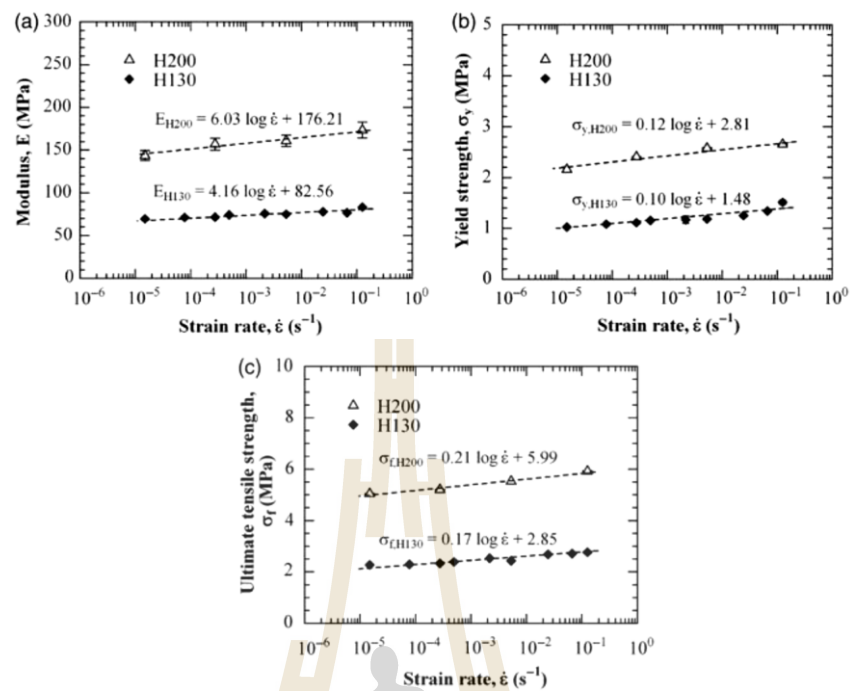 (a)
300
250
200
150
100
50
0
Modulus, E (MPa)
H200
H130
E_H200 = 6.03 log ε̇ + 176.21
E_H130 = 4.16 log ε̇ + 82.56
10⁻⁶ 10⁻⁵ 10⁻⁴ 10⁻³ 10⁻² 10⁻¹ 10⁰
Strain rate, ε̇ (s⁻¹)
(b)
5
4
3
2
1
0
Yield strength, σ_y (MPa)
H200
H130
σ_y,H200 = 0.12 log ε̇ + 2.81
σ_y,H130 = 0.10 log ε̇ + 1.48
10⁻⁶ 10⁻⁵ 10⁻⁴ 10⁻³ 10⁻² 10⁻¹ 10⁰
Strain rate, ε̇ (s⁻¹)
(c)
10
8
6
4
2
0
Ultimate tensile strength,
σ_f (MPa)
H200
H130
σ_f,H200 = 0.21 log ε̇ + 5.99
σ_f,H130 = 0.17 log ε̇ + 2.85
10⁻⁶ 10⁻⁵ 10⁻⁴ 10⁻³ 10⁻² 10⁻¹ 10⁰
Strain rate, ε̇ (s⁻¹)